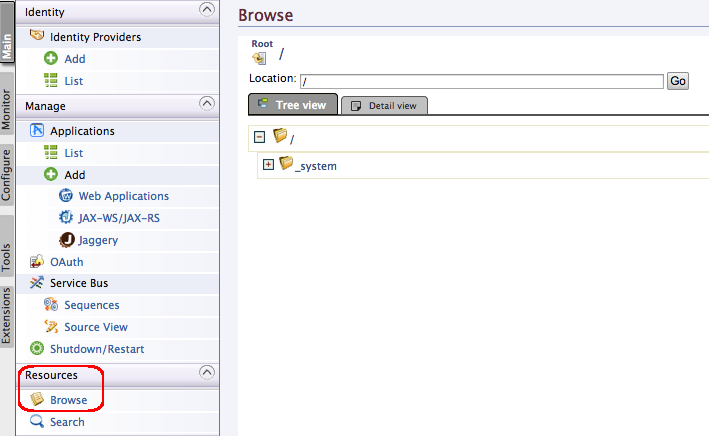 Main
Monitor
Configure
Tools
Extensions
Identity
Identity Providers
Add
List
Manage
Applications
List
Add
Web Applications
JAX-WS/JAX-RS
Jaggery
OAuth
Service Bus
Sequences
Source View
Shutdown/Restart
Resources
Browse
Search
Browse
Root
/
Location: / Go
Tree view Detail view
/
_system